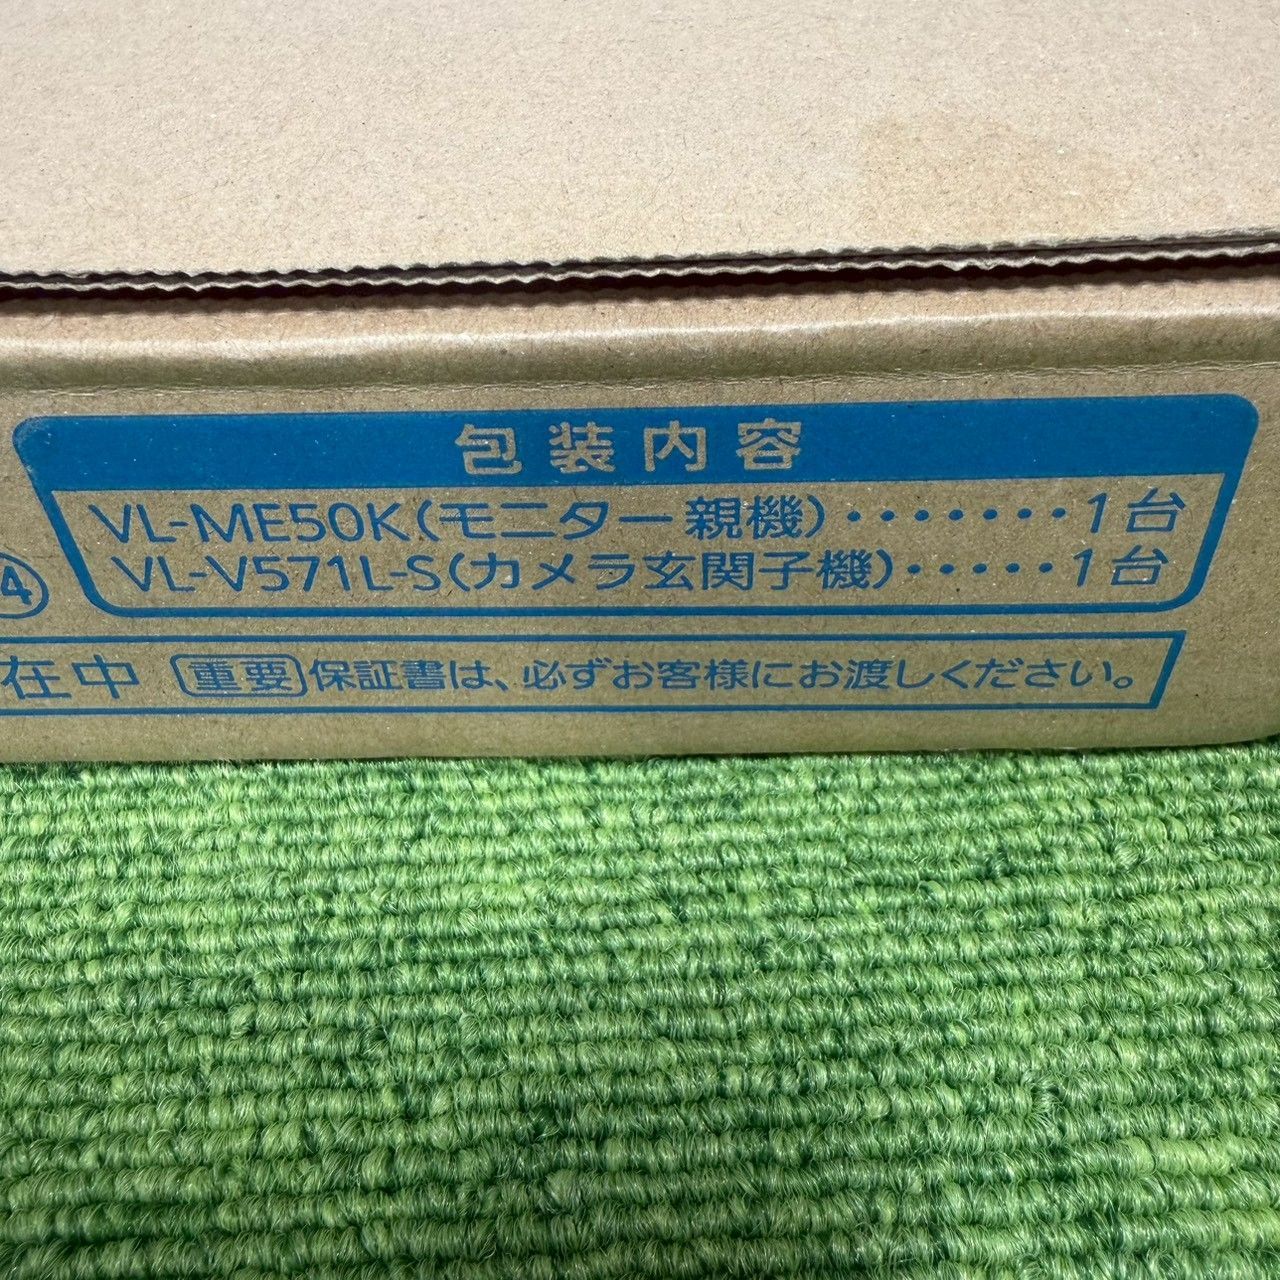 包装内容
VL-ME50K(モニター親機)・・・・・・・1台
VL-V571L-S(カメラ玄関子機)・・・・・1台
④
在中 重要 保証書は、必ずお客様にお渡しください。